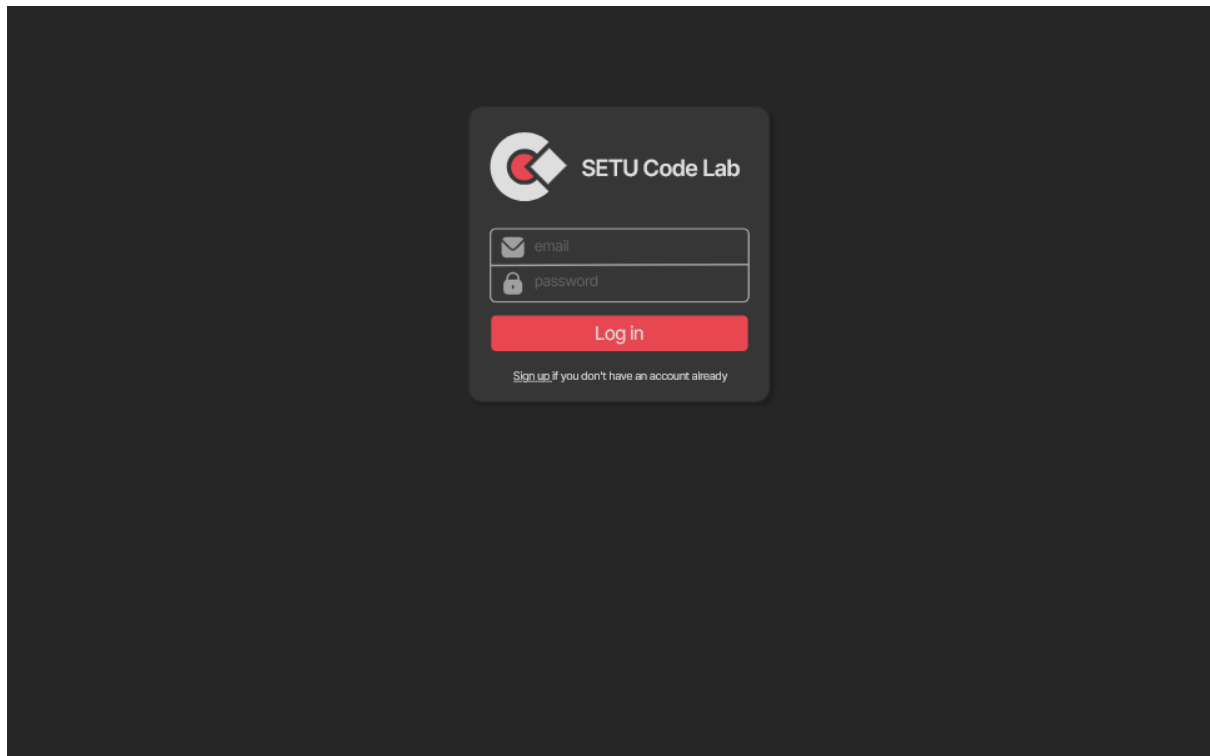 SETU Code Lab
email
password
Log in
Sign up if you don't have an account already